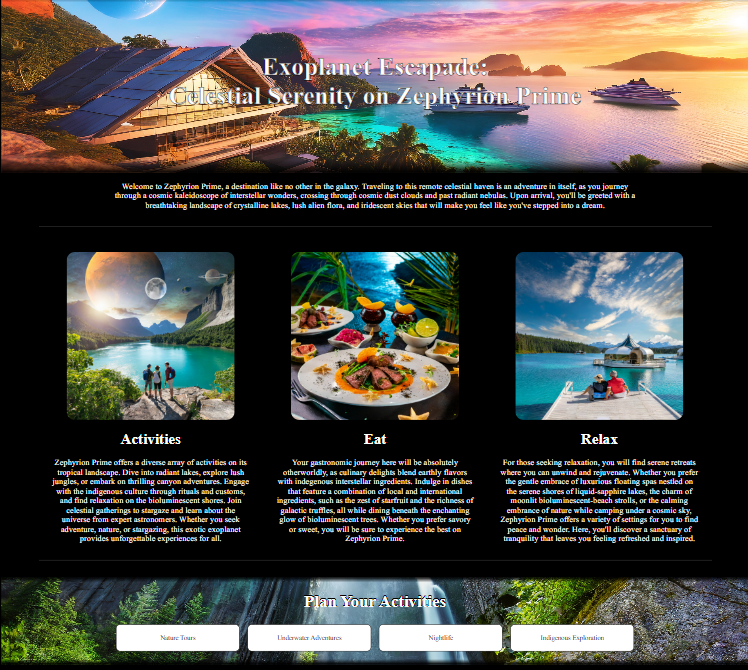 Exoplanet Escapade:
Celestial Serenity on Zephyrion Prime
Welcome to Zephyrion Prime, a destination like no other in the galaxy. Traveling to this remote celestial haven is an adventure in itself, as you journey
through a cosmic kaleidoscope of interstellar wonders, crossing through cosmic dust clouds and past radiant nebulas. Upon arrival, you'll be greeted with a
breathtaking landscape of crystalline lakes, lush alien flora, and iridescent skies that will make you feel like you've stepped into a dream.
Activities
Zephyrion Prime offers a diverse array of activities on its
tropical landscape. Dive into radiant lakes, explore lush
jungles, or embark on thrilling canyon adventures. Engage
with the indigenous culture through rituals and customs,
and find relaxation on the bioluminescent shores. Join
celestial gatherings to stargaze and learn about the
universe from expert astronomers. Whether you seek
adventure, nature, or stargazing, this exotic exoplanet
provides unforgettable experiences for all.
Eat
Your gastronomic journey here will be absolutely
otherworldly, as culinary delights blend earthly flavors
with indegenous interstellar ingredients. Indulge in dishes
that feature a combination of local and international
ingredients, such as the zest of starfruit and the richness of
galactic truffles, all while dining beneath the enchanting
glow of bioluminescent trees. Whether you prefer savory
or sweet, you will be sure to experience the best on
Zephyrion Prime.
Relax
For those seeking relaxation, you will find serene retreats
where you can unwind and rejuvenate. Whether you prefer
the gentle embrace of luxurious floating spas nestled on
the serene shores of liquid-sapphire lakes, the charm of
moonlit bioluminescent-beach strolls, or the calming
embrance of nature while camping under a cosmic sky,
Zephyrion Prime offers a variety of settings for you to find
peace and wonder. Here, you'll discover a sanctuary of
tranquility that leaves you feeling refreshed and inspired.
Plan Your Activities
Nature Tours
Underwater Adventures
Nightlife
Indigenous Exploration